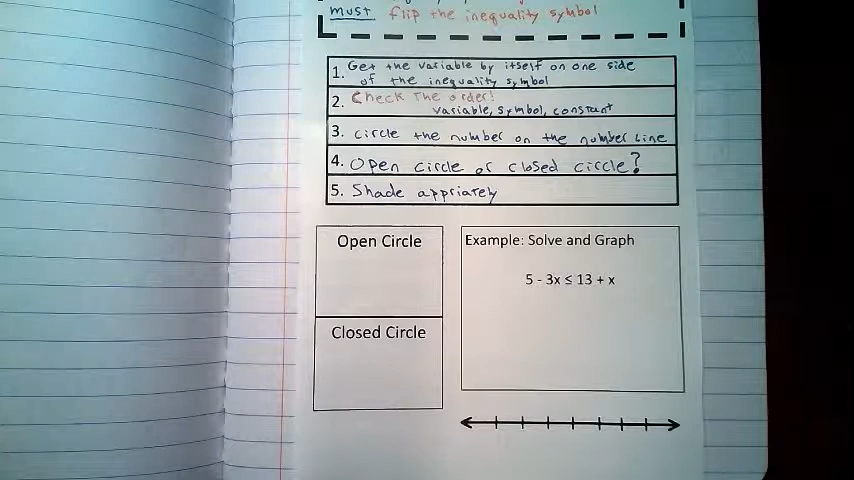 must flip the inequality symbol
1. Get the variable by itself on one side
of the inequality symbol
2. Check the order!
variable, symbol, constant
3. circle the number on the number line
4. Open circle or closed circle?
5. Shade appriately
Open Circle
Closed Circle
Example: Solve and Graph
5 - 3x ≤ 13 + x